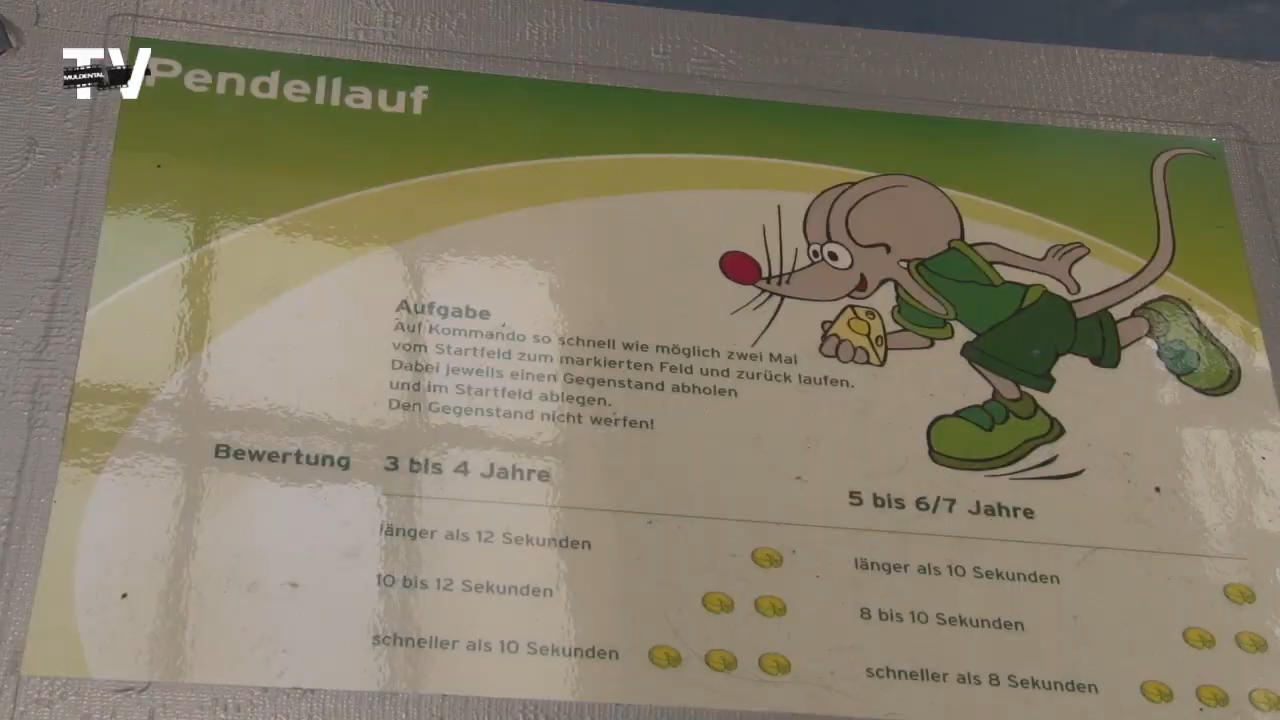 TV
MULDENTAL
Pendellauf
Aufgabe
Auf Kommando so schnell wie möglich zwei Mal
vom Startfeld zum markierten Feld und zurück laufen.
Dabei jeweils einen Gegenstand abholen
und im Startfeld ablegen.
Den Gegenstand nicht werfen!
Bewertung 3 bis 4 Jahre
länger als 12 Sekunden
10 bis 12 Sekunden
schneller als 10 Sekunden
5 bis 6/7 Jahre
länger als 10 Sekunden
8 bis 10 Sekunden
schneller als 8 Sekunden